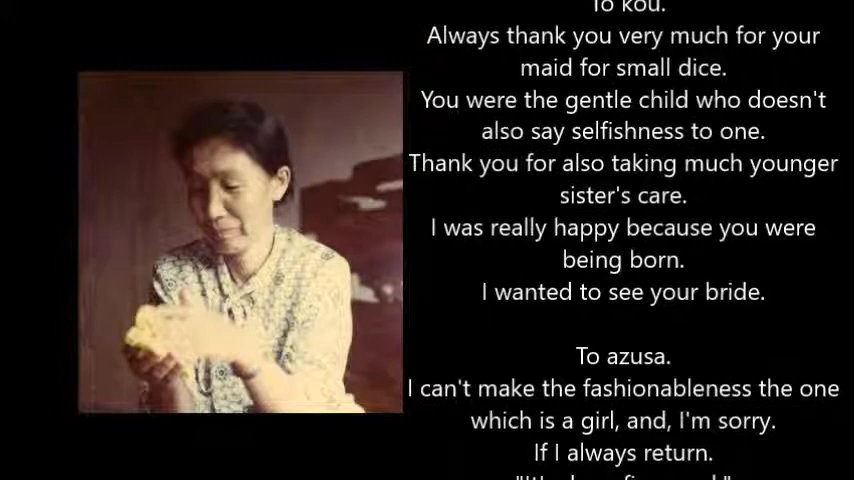 To kou.
Always thank you very much for your
maid for small dice.
You were the gentle child who doesn't
also say selfishness to one.
Thank you for also taking much younger
sister's care.
I was really happy because you were
being born.
I wanted to see your bride.
To azusa.
I can't make the fashionableness the one
which is a girl, and, I'm sorry.
If I always return.